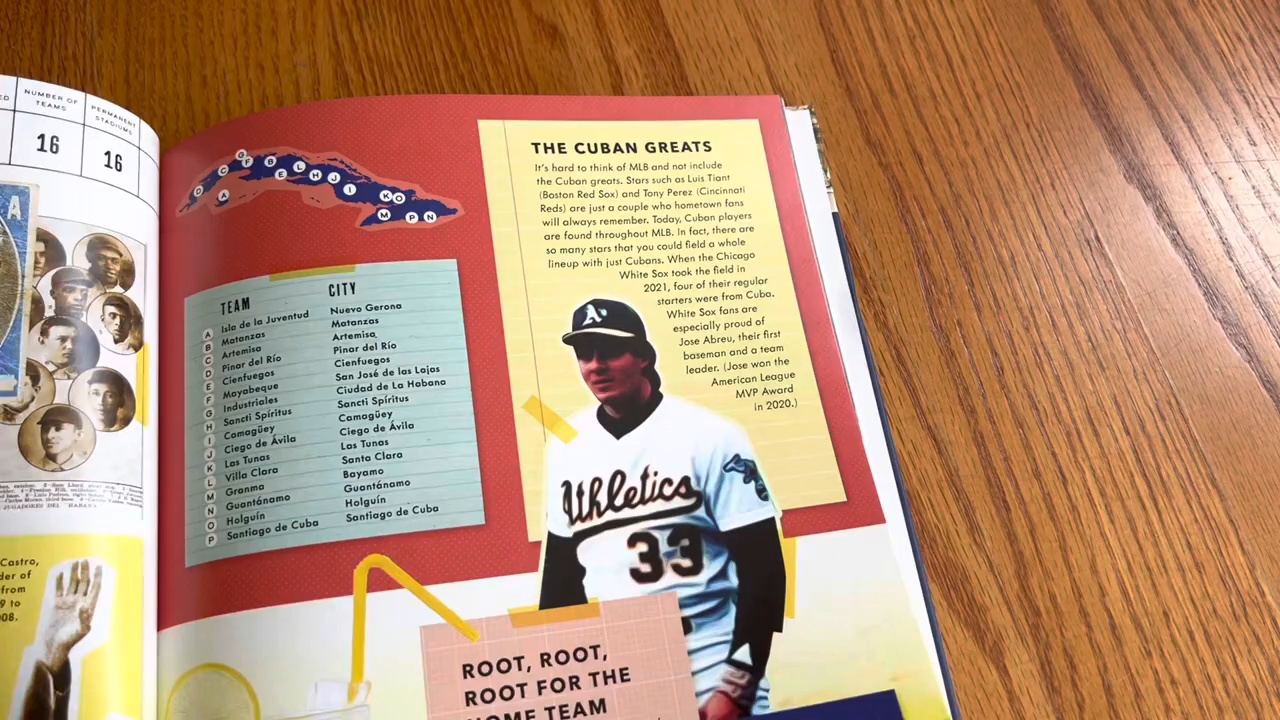 NUMBER OF
TEAMS
PERMANENT
STADIUMS
16
16
A
JUGADORES DEL "HABANA"
Castro,
der of
from
9 to
08.
D
C
G
F
B
E
L
H
J
I
K
O
M
P
N
A
TEAM CITY
A Isla de la Juventud Nuevo Gerona
B Matanzas Matanzas
C Artemisa Artemisa
D Pinar del Río Pinar del Río
E Cienfuegos Cienfuegos
F Mayabeque San José de las Lajas
G Industriales Ciudad de La Habana
H Sancti Spíritus Sancti Spíritus
I Camagüey Camagüey
J Ciego de Ávila Ciego de Ávila
K Las Tunas Las Tunas
L Villa Clara Santa Clara
M Granma Bayamo
N Guantánamo Guantánamo
O Holguín Holguín
P Santiago de Cuba Santiago de Cuba
THE CUBAN GREATS
It's hard to think of MLB and not include
the Cuban greats. Stars such as Luis Tiant
(Boston Red Sox) and Tony Perez (Cincinnati
Reds) are just a couple who hometown fans
will always remember. Today, Cuban players
are found throughout MLB. In fact, there are
so many stars that you could field a whole
lineup with just Cubans. When the Chicago
White Sox took the field in
2021, four of their regular
starters were from Cuba.
White Sox fans are
especially proud of
Jose Abreu, their first
baseman and a team
leader. (Jose won the
American League
MVP Award
in 2020.)
A's
Athletics
33
ROOT, ROOT,
ROOT FOR THE
HOME TEAM